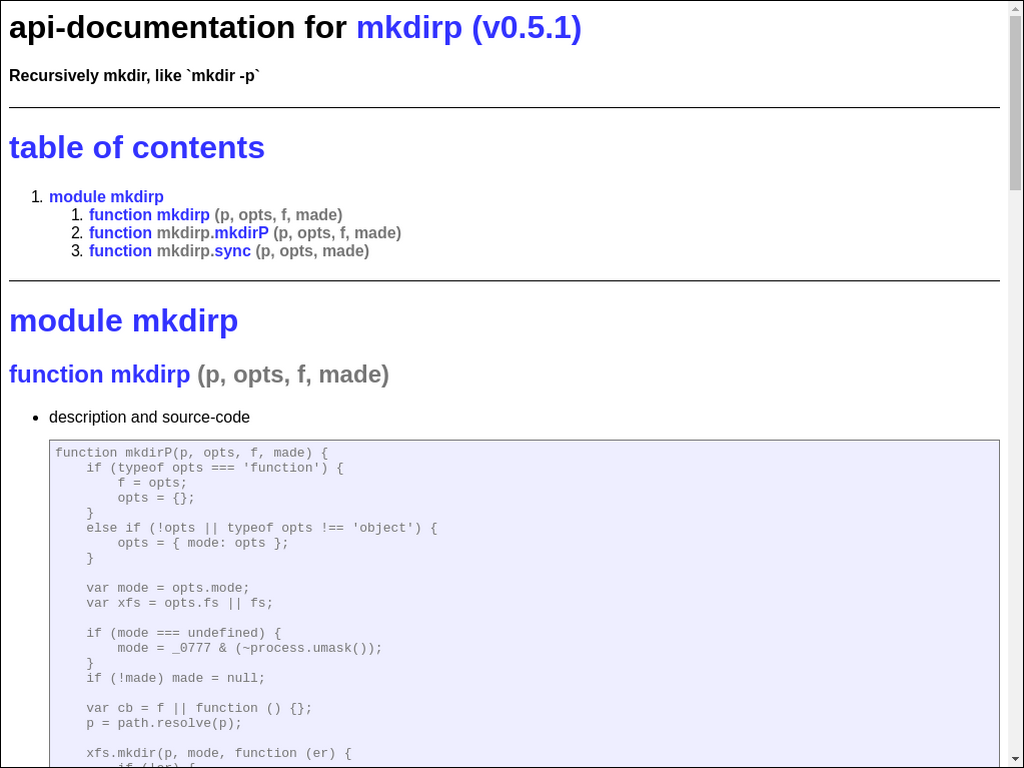 api-documentation for mkdirp (v0.5.1)
Recursively mkdir, like `mkdir -p`
table of contents
1. module mkdirp
1. function mkdirp (p, opts, f, made)
2. function mkdirp.mkdirP (p, opts, f, made)
3. function mkdirp.sync (p, opts, made)
module mkdirp
function mkdirp (p, opts, f, made)
• description and source-code
function mkdirP(p, opts, f, made) {
    if (typeof opts === 'function') {
        f = opts;
        opts = {};
    }
    else if (!opts || typeof opts !== 'object') {
        opts = { mode: opts };
    }
    var mode = opts.mode;
    var xfs = opts.fs || fs;
    if (mode === undefined) {
        mode = _0777 & (~process.umask());
    }
    if (!made) made = null;
    var cb = f || function () {};
    p = path.resolve(p);
    xfs.mkdir(p, mode, function (er) {
        if (!er) {